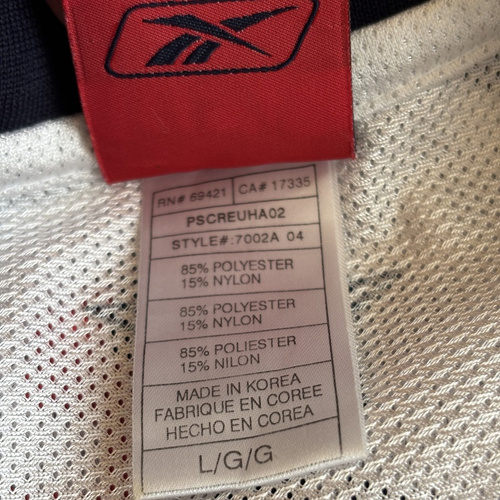 RN# 69421 CA# 17335
PSCREUHA02
STYLE#:7002A 04
85% POLYESTER
15% NYLON
85% POLYESTER
15% NYLON
85% POLIESTER
15% NILON
MADE IN KOREA
FABRIQUE EN COREE
HECHO EN COREA
L/G/G